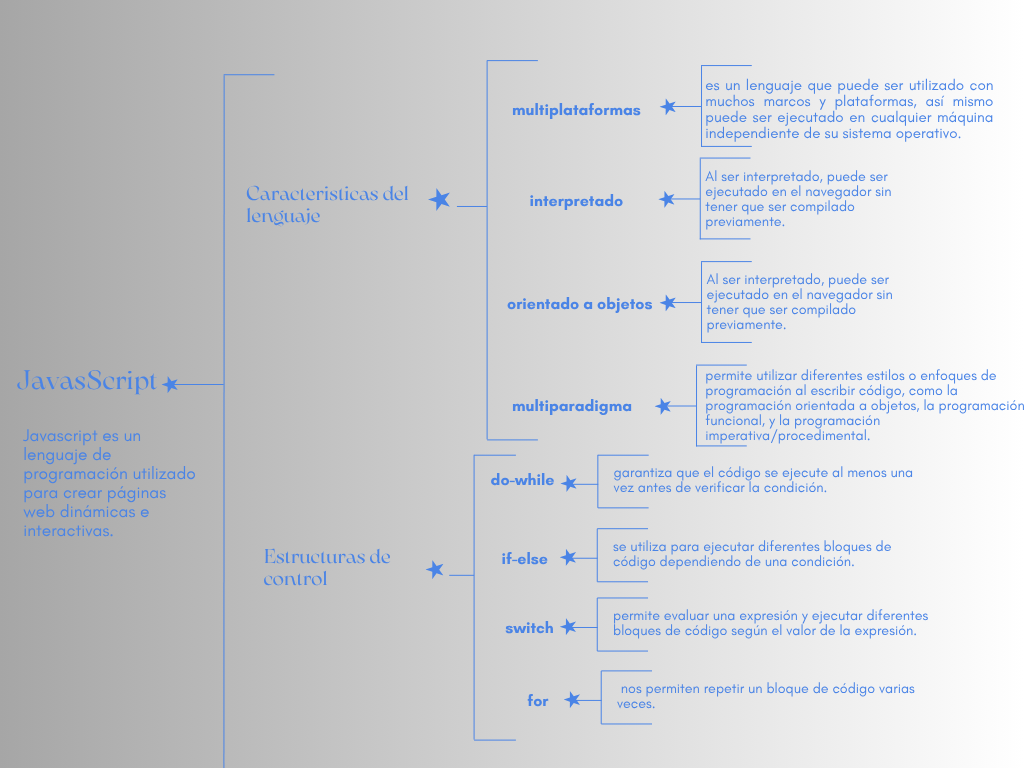 JavasScript
Javascript es un
lenguaje de
programación utilizado
para crear páginas
web dinámicas e
interactivas.
Caracteristicas del
lenguaje
multiplataformas
es un lenguaje que puede ser utilizado con
muchos marcos y plataformas, así mismo
puede ser ejecutado en cualquier máquina
independiente de su sistema operativo.
interpretado
Al ser interpretado, puede ser
ejecutado en el navegador sin
tener que ser compilado
previamente.
orientado a objetos
Al ser interpretado, puede ser
ejecutado en el navegador sin
tener que ser compilado
previamente.
multiparadigma
permite utilizar diferentes estilos o enfoques de
programación al escribir código, como la
programación orientada a objetos, la programación
funcional, y la programación
imperativa/procedimental.
Estructuras de
control
do-while
garantiza que el código se ejecute al menos una
vez antes de verificar la condición.
if-else
se utiliza para ejecutar diferentes bloques de
código dependiendo de una condición.
switch
permite evaluar una expresión y ejecutar diferentes
bloques de código según el valor de la expresión.
for
nos permiten repetir un bloque de código varias
veces.